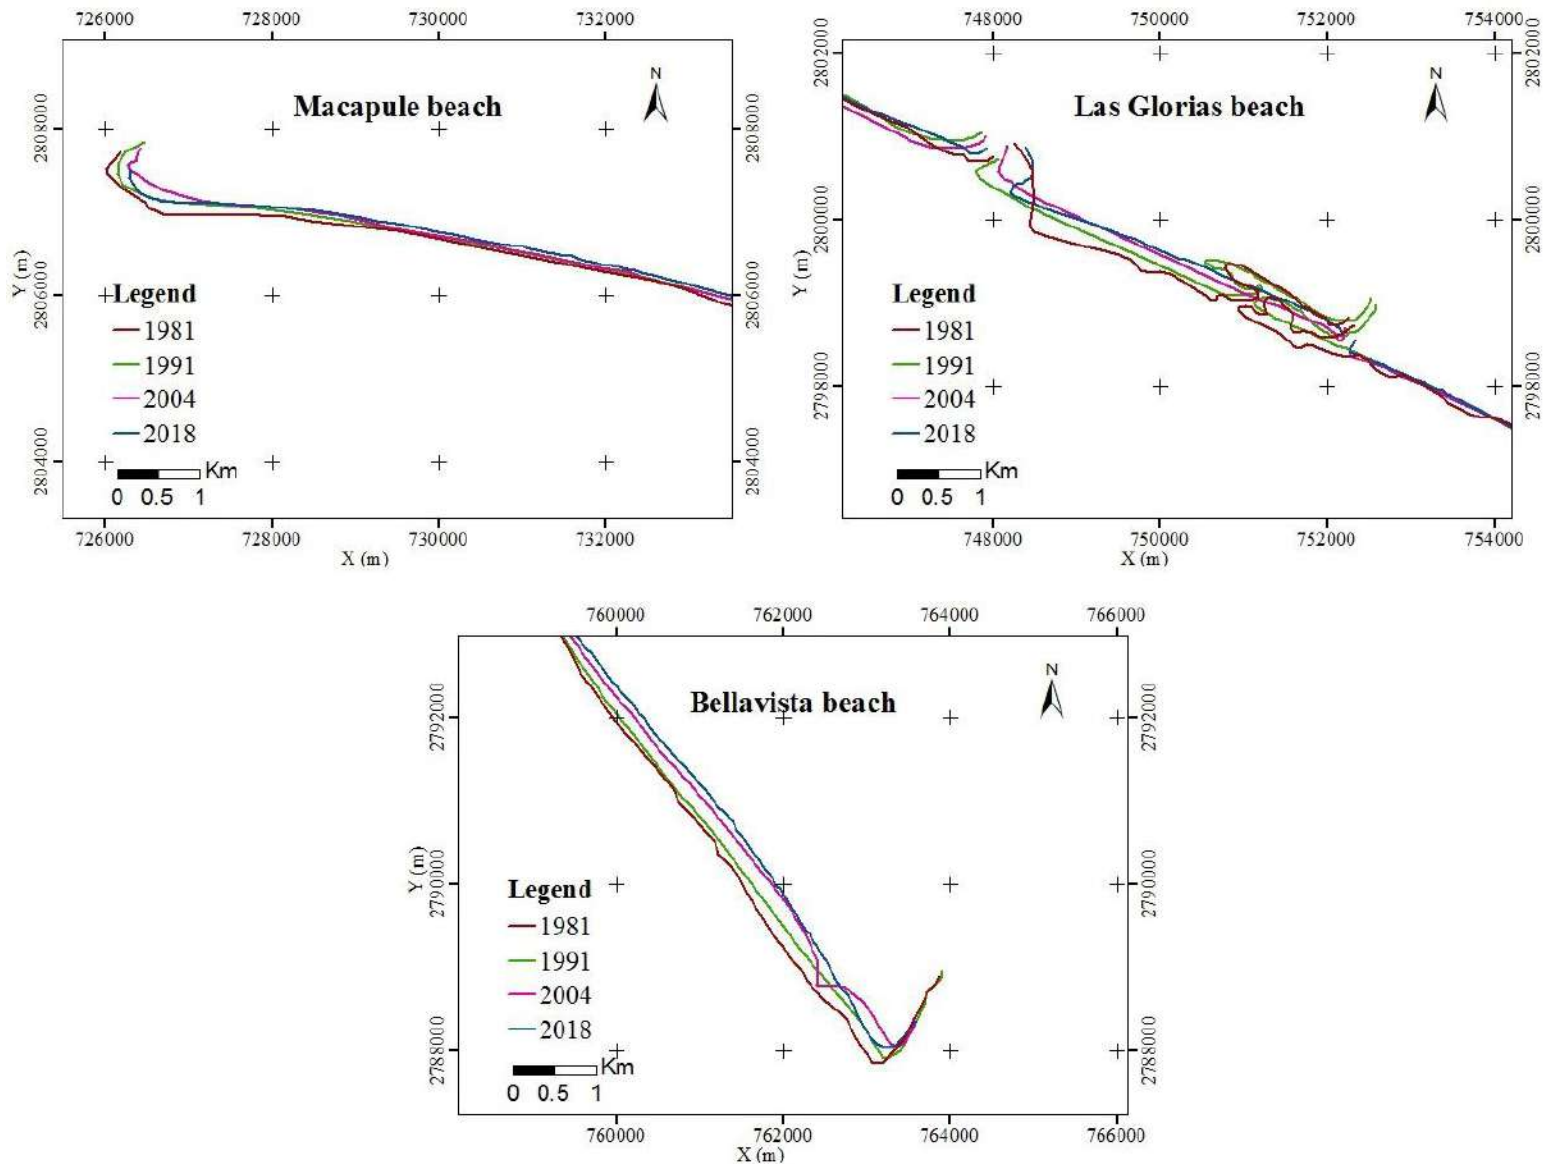 726000 728000 730000 732000
Macapule beach
N
2808000 2808000
2806000 2806000
2804000 2804000
Y (m)
Legend
1981
1991
2004
2018
Km
0 0.5 1
726000 728000 730000 732000
X (m)
748000 750000 752000 754000
Las Glorias beach
N
2802000 2802000
2800000 2800000
2798000 2798000
Y (m)
Legend
1981
1991
2004
2018
Km
0 0.5 1
748000 750000 752000 754000
X (m)
760000 762000 764000 766000
Bellavista beach
N
2792000 2792000
2790000 2790000
2788000 2788000
Y (m)
Legend
1981
1991
2004
2018
Km
0 0.5 1
760000 762000 764000 766000
X (m)